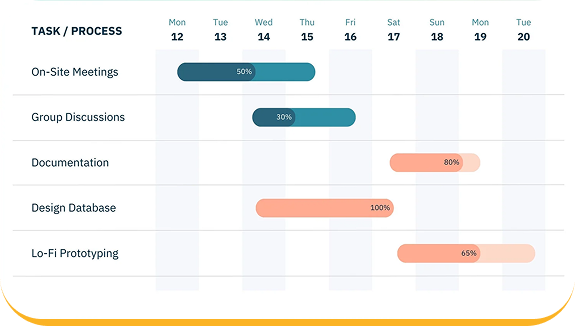 TASK / PROCESS
Mon Tue Wed Thu Fri Sat Sun Mon Tue
12 13 14 15 16 17 18 19 20
On-Site Meetings 50%
Group Discussions 30%
Documentation 80%
Design Database 100%
Lo-Fi Prototyping 65%